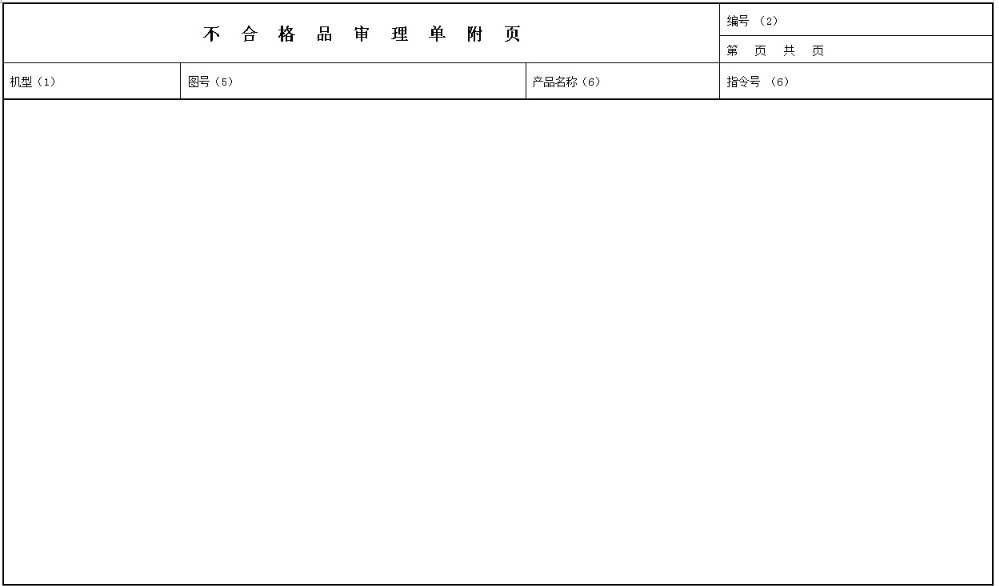 不合格品审理单附页
编号 （2）
第 页 共 页
机型（1）
图号（5）
产品名称（6）
指令号 （6）